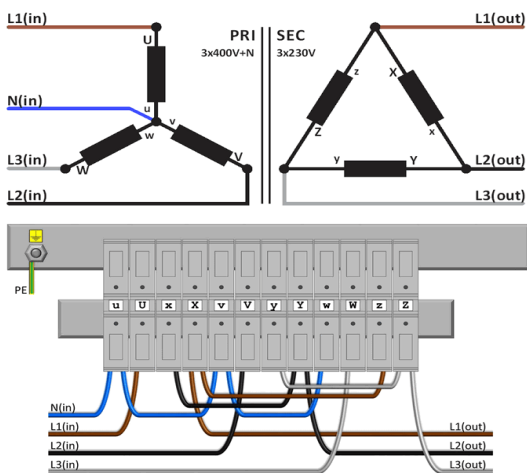 L1(in)
PRI
SEC
L1(out)
3x400V+N
3x230V
U
z
X
N(in)
u
v
w
Z
x
L3(in)
W
V
y
Y
L2(out)
L2(in)
L3(out)
PE
u U x X v V y Y w W z Z
N(in)
L1(in)
L1(out)
L2(in)
L2(out)
L3(in)
L3(out)